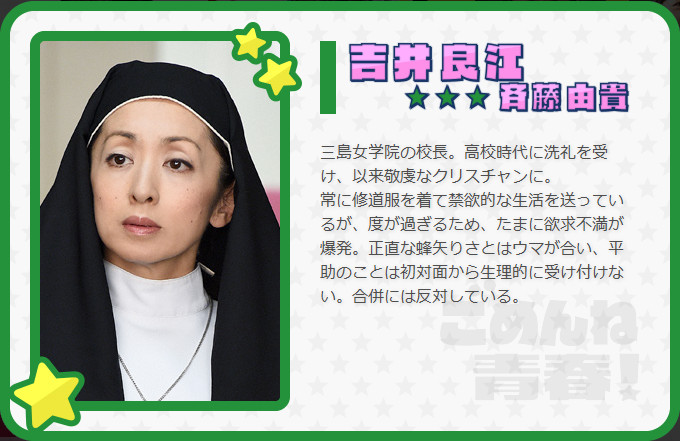 吉井良江
★★★斉藤由貴
三島女学院の校長。高校時代に洗礼を受
け、以来敬虔なクリスチャンに。
常に修道服を着て禁欲的な生活を送ってい
るが、度が過ぎるため、たまに欲求不満が
爆発。正直な蜂矢りさとはウマが合い、平
助のことは初対面から生理的に受け付けな
い。合併には反対している。
ごめんね
青春!